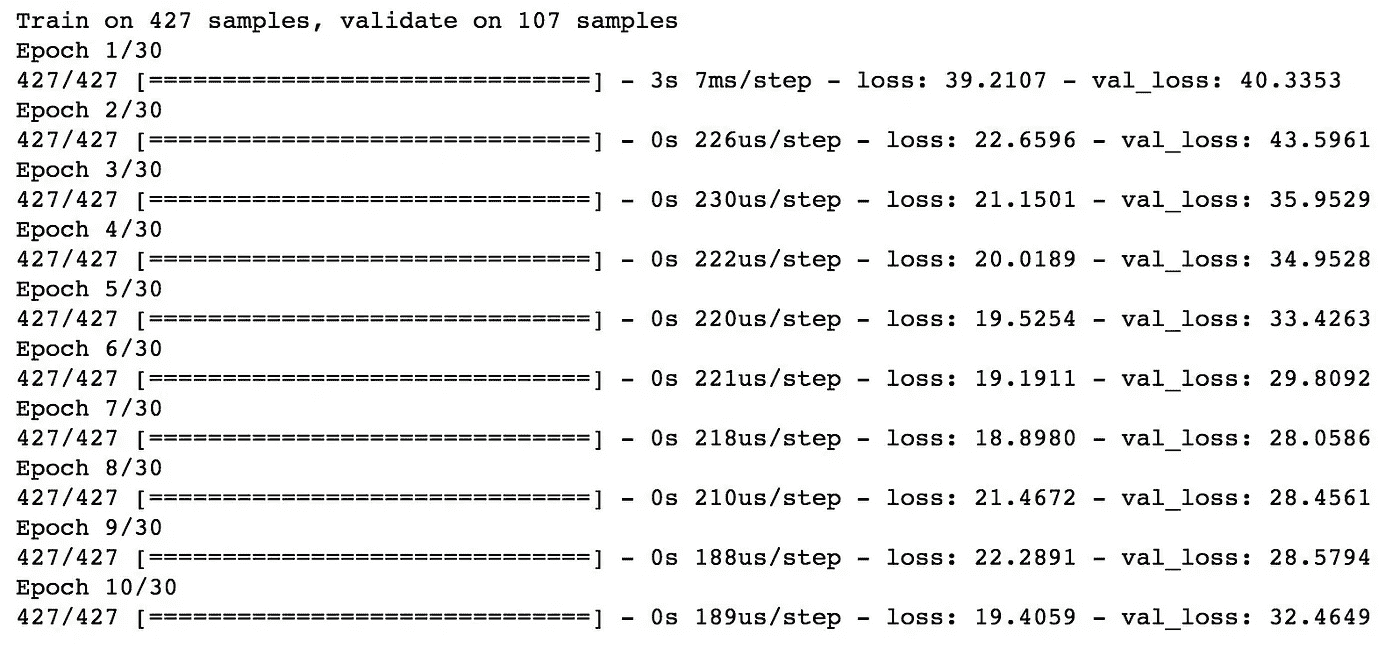 Train on 427 samples, validate on 107 samples
Epoch 1/30
427/427 [==============================] - 3s 7ms/step - loss: 39.2107 - val_loss: 40.3353
Epoch 2/30
427/427 [==============================] - 0s 226us/step - loss: 22.6596 - val_loss: 43.5961
Epoch 3/30
427/427 [==============================] - 0s 230us/step - loss: 21.1501 - val_loss: 35.9529
Epoch 4/30
427/427 [==============================] - 0s 222us/step - loss: 20.0189 - val_loss: 34.9528
Epoch 5/30
427/427 [==============================] - 0s 220us/step - loss: 19.5254 - val_loss: 33.4263
Epoch 6/30
427/427 [==============================] - 0s 221us/step - loss: 19.1911 - val_loss: 29.8092
Epoch 7/30
427/427 [==============================] - 0s 218us/step - loss: 18.8980 - val_loss: 28.0586
Epoch 8/30
427/427 [==============================] - 0s 210us/step - loss: 21.4672 - val_loss: 28.4561
Epoch 9/30
427/427 [==============================] - 0s 188us/step - loss: 22.2891 - val_loss: 28.5794
Epoch 10/30
427/427 [==============================] - 0s 189us/step - loss: 19.4059 - val_loss: 32.4649